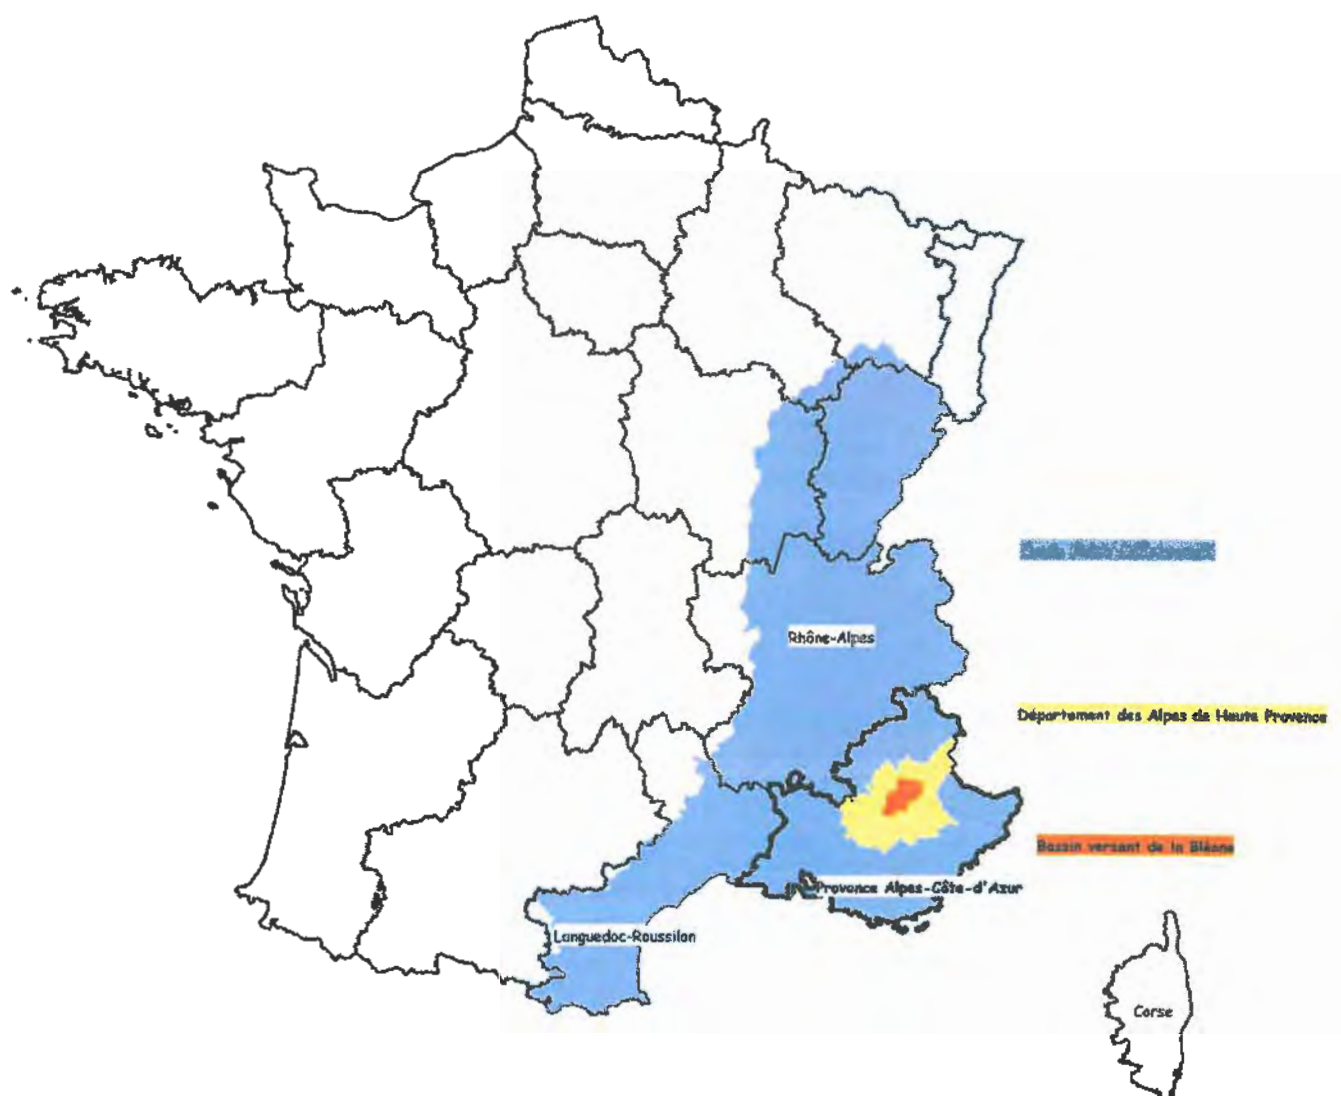 Rhône-Alpes
Département des Alpes de Haute Provence
Bassin versant de la Bléone
Provence Alpes-Côte-d'Azur
Languedoc-Roussilon
Corse